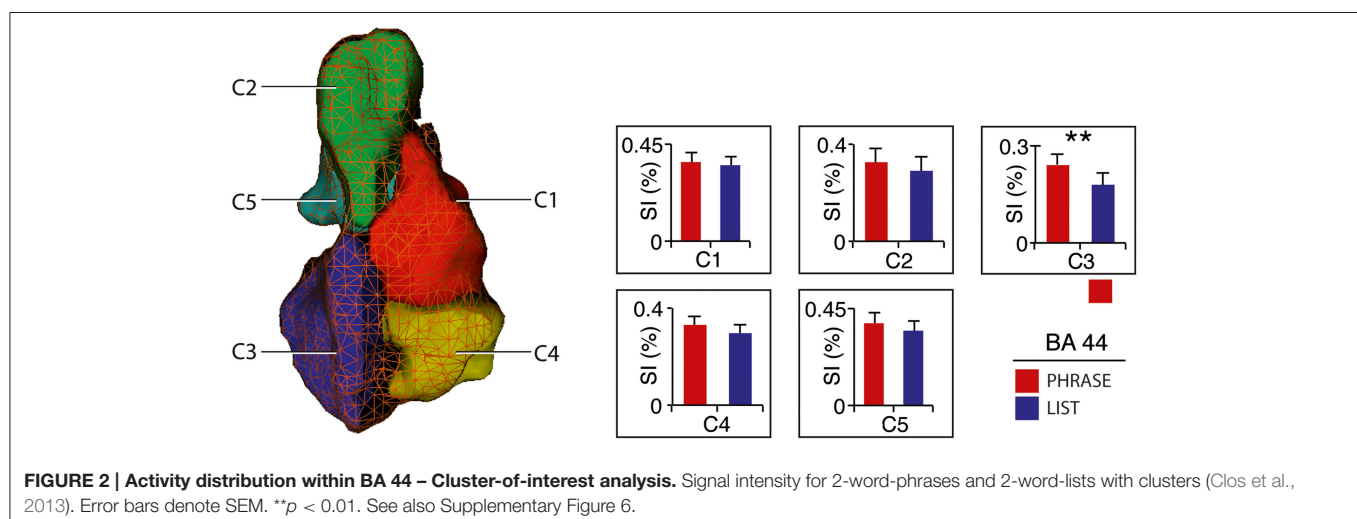 C2
C5
C1
C3
C4
0.45
SI (%)
0
C1
0.4
SI (%)
0
C2
**
0.3
SI (%)
0
C3
0.4
SI (%)
0
C4
0.45
SI (%)
0
C5
BA 44
PHRASE
LIST
FIGURE 2 | Activity distribution within BA 44 – Cluster-of-interest analysis. Signal intensity for 2-word-phrases and 2-word-lists with clusters (Clos et al.,
2013). Error bars denote SEM. **p < 0.01. See also Supplementary Figure 6.